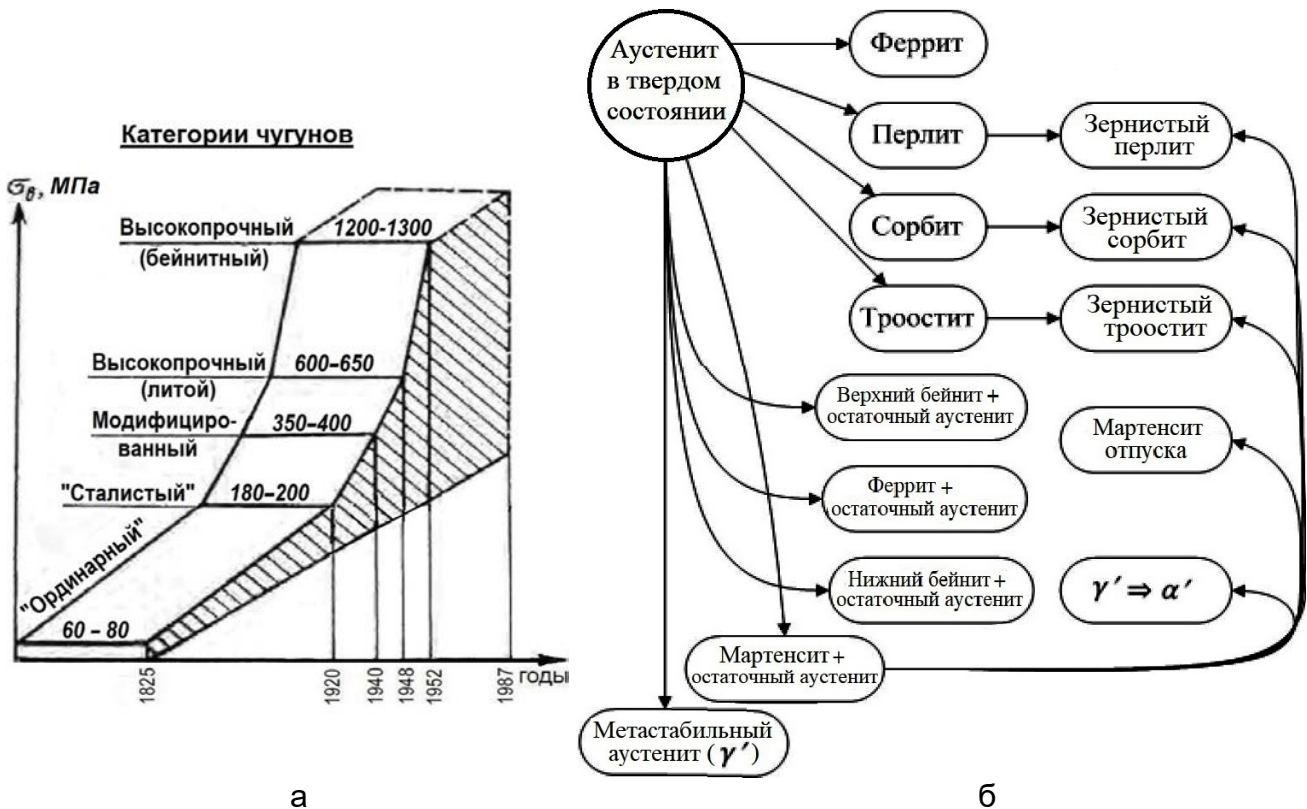 Категории чугунов
σв, МПа
Высокопрочный
(бейнитный)
1200-1300
Высокопрочный
(литой)
600–650
Модифициро-
ванный
350–400
"Сталистый"
180–200
"Ординарный"
60 – 80
1825
1920
1940
1948
1952
1987
годы
а
Аустенит
в твердом
состоянии
Феррит
Перлит
Зернистый
перлит
Сорбит
Зернистый
сорбит
Троостит
Зернистый
троостит
Верхний бейнит +
остаточный аустенит
Мартенсит
отпуска
Феррит +
остаточный аустенит
Нижний бейнит +
остаточный аустенит
γ′ ⇒ α′
Мартенсит +
остаточный аустенит
Метастабильный
аустенит ( γ′ )
б